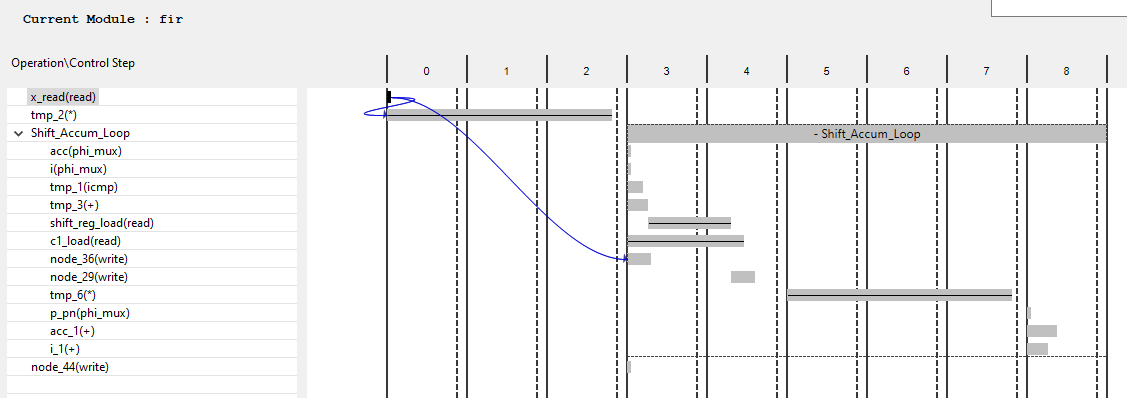 Current Module : fir
Operation\Control Step
0 1 2 3 4 5 6 7 8
x_read(read)
tmp_2(*)
Shift_Accum_Loop - Shift_Accum_Loop
acc(phi_mux)
i(phi_mux)
tmp_1(icmp)
tmp_3(+)
shift_reg_load(read)
c1_load(read)
node_36(write)
node_29(write)
tmp_6(*)
p_pn(phi_mux)
acc_1(+)
i_1(+)
node_44(write)